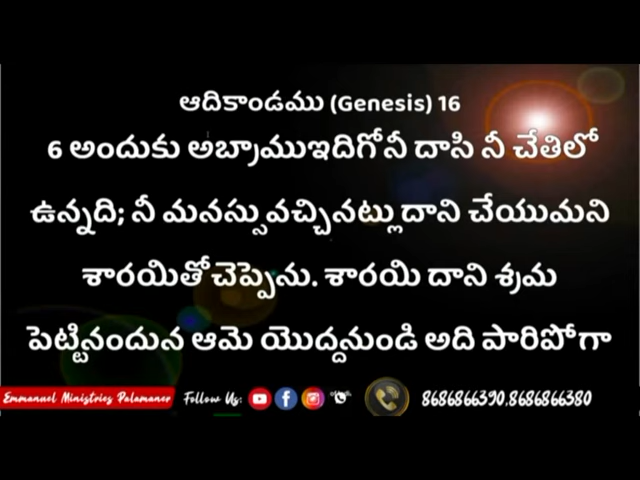 ఆదికాండము (Genesis) 16
6 అందుకు అబ్రాముఇదిగో నీ దాసి నీ చేతిలో
ఉన్నది; నీ మనస్సువచ్చినట్లు దాని చేయుమని
శారయితో చెప్పెను. శారయి దాని శ్రమ
పెట్టినందున ఆమె యొద్దనుండి అది పారిపోగా
Emmanuel Ministries Palamaner Follow Us: 8686866390,8686866380